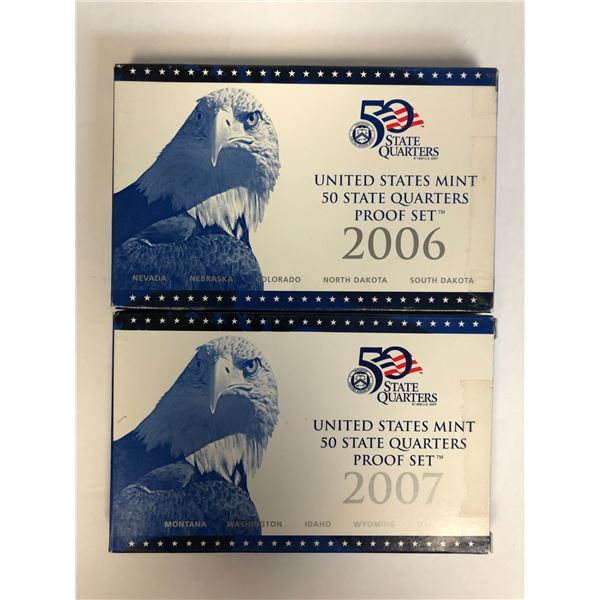 50
STATE
QUARTERS
UNITED STATES MINT
50 STATE QUARTERS
PROOF SET™
2006
NEVADA NEBRASKA COLORADO NORTH DAKOTA SOUTH DAKOTA
50
STATE
QUARTERS
UNITED STATES MINT
50 STATE QUARTERS
PROOF SET™
2007
MONTANA WASHINGTON IDAHO WYOMING